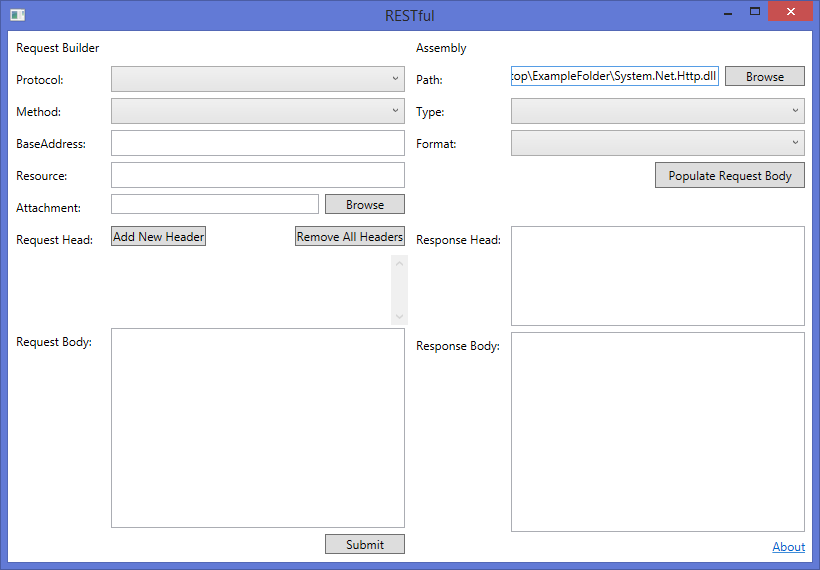 RESTful
Request Builder
Protocol:
Method:
BaseAddress:
Resource:
Attachment:
Browse
Request Head:
Add New Header
Remove All Headers
Request Body:
Submit
Assembly
Path:
top\ExampleFolder\System.Net.Http.dll
Browse
Type:
Format:
Populate Request Body
Response Head:
Response Body:
About